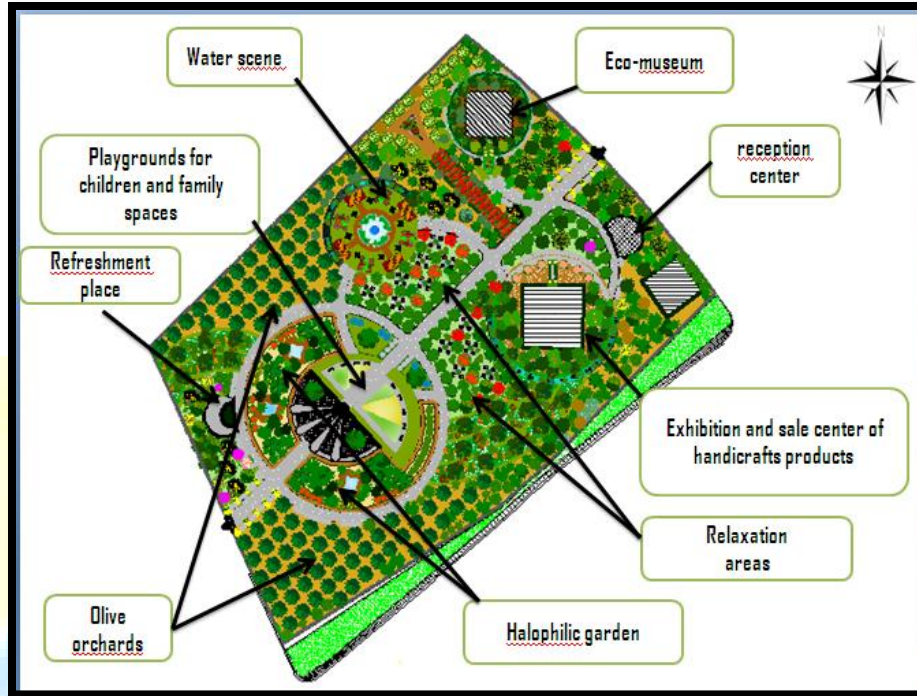 N
Water scene
Eco-museum
Playgrounds for
children and family
spaces
reception
center
Refreshment
place
Exhibition and sale center of
handicrafts products
Relaxation
areas
Olive
orchards
Halophilic garden